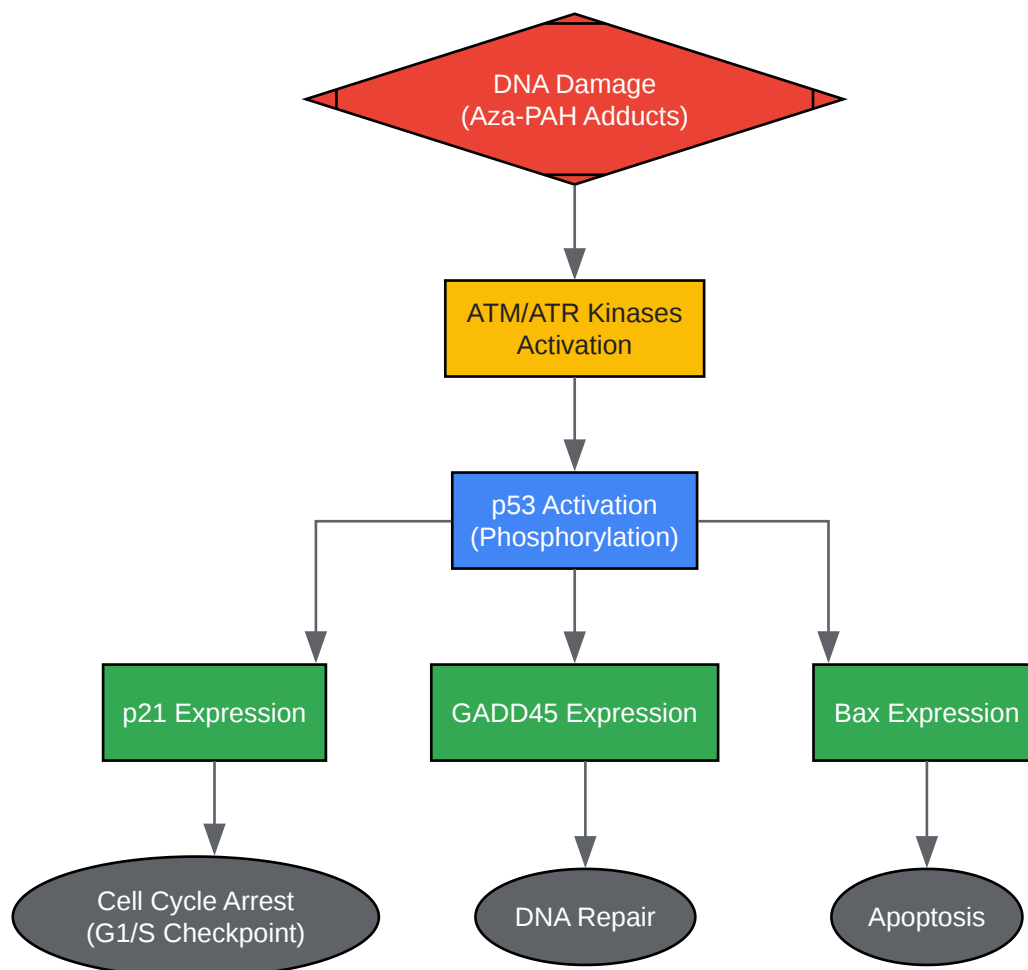 DNA Damage
(Aza-PAH Adducts)
ATM/ATR Kinases
Activation
p53 Activation
(Phosphorylation)
p21 Expression
GADD45 Expression
Bax Expression
Cell Cycle Arrest
(G1/S Checkpoint)
DNA Repair
Apoptosis